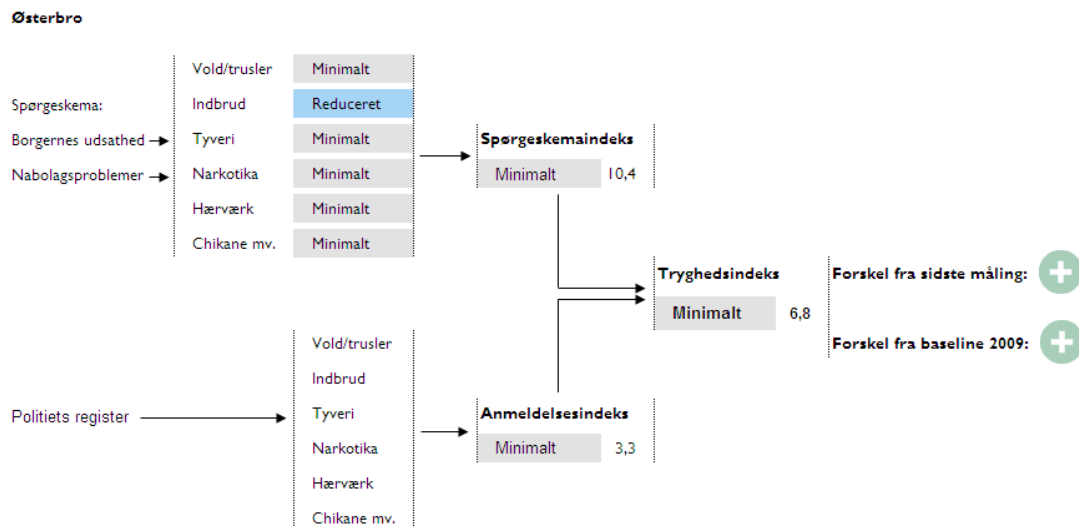 Østerbro
Vold/trusler Minimalt
Spørgeskema: Indbrud Reduceret
Borgernes udsathed Tyveri Minimalt
Nabolagsproblemer Narkotika Minimalt
Hærværk Minimalt
Chikane mv. Minimalt
Spørgeskemaindeks
Minimalt 10,4
Tryghedsindeks
Minimalt 6,8
Forskel fra sidste måling:
Forskel fra baseline 2009:
Politiets register
Vold/trusler
Indbrud
Tyveri
Narkotika
Hærværk
Chikane mv.
Anmeldelsesindeks
Minimalt 3,3